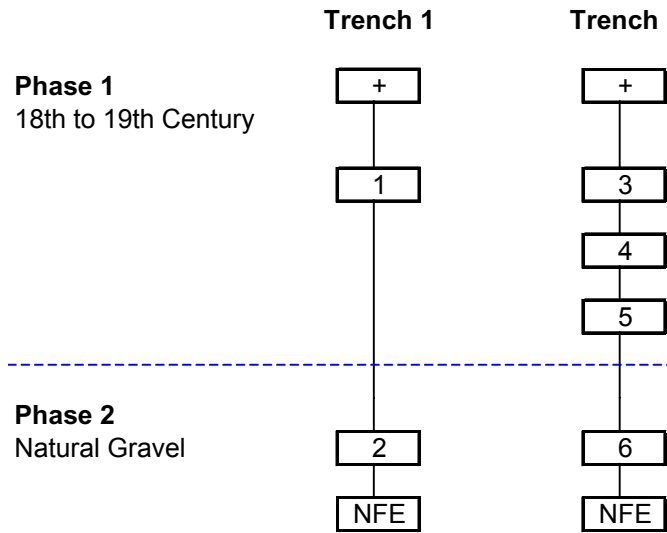 Trench 1 Trench
Phase 1 + +
18th to 19th Century
1 3
4
5
Phase 2
Natural Gravel 2 6
NFE NFE